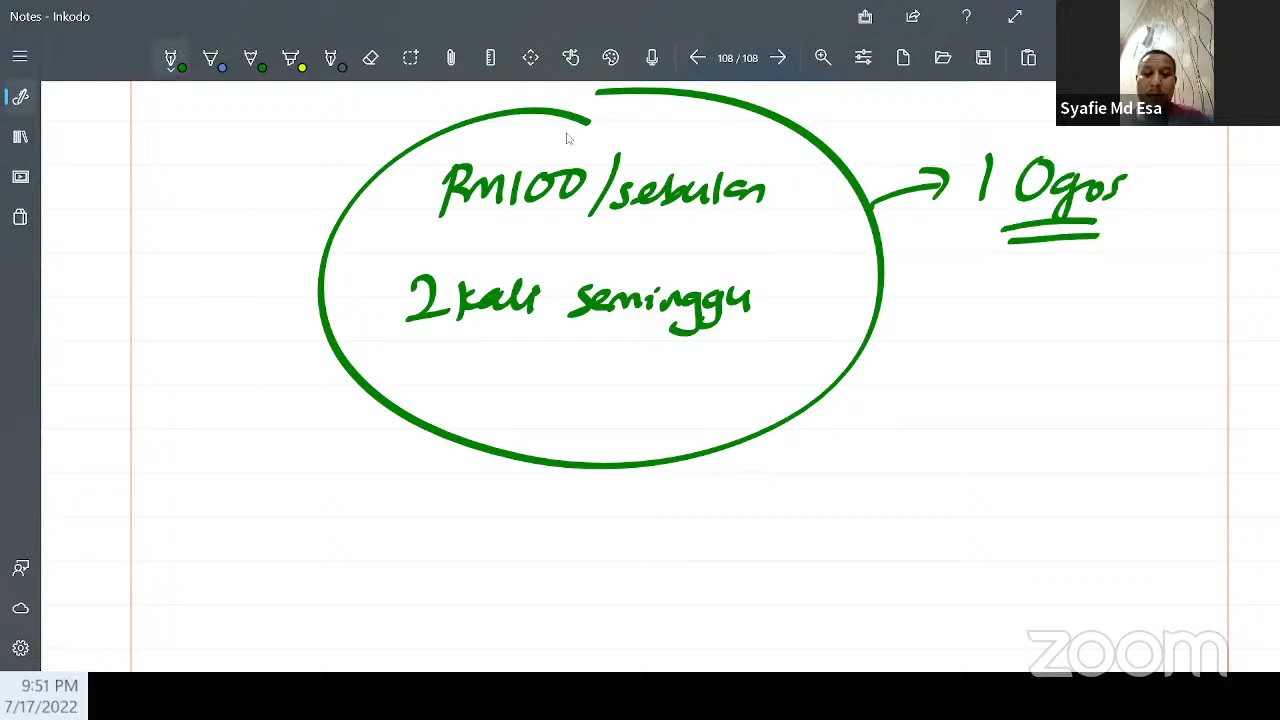 Notes - Inkodo
108 / 108
Syafie Md Esa
RM100/sebulan
→ 1 Ogos
2 kali seminggu
zoom
9:51 PM
7/17/2022